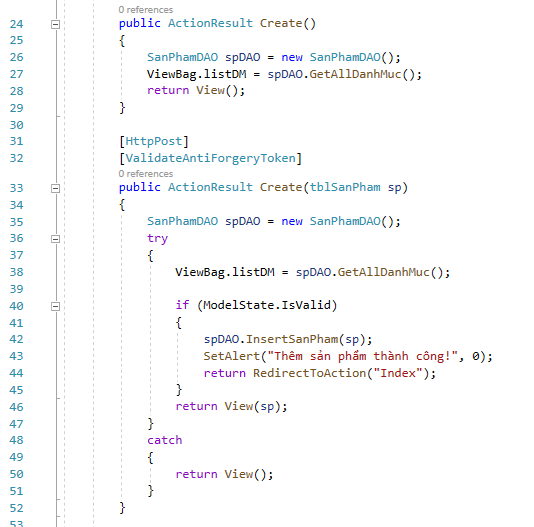 0 references
24 public ActionResult Create()
25 {
26 SanPhamDAO spDAO = new SanPhamDAO();
27 ViewBag.listDM = spDAO.GetAllDanhMuc();
28 return View();
29 }
30
31 [HttpPost]
32 [ValidateAntiForgeryToken]
0 references
33 public ActionResult Create(tblSanPham sp)
34 {
35 SanPhamDAO spDAO = new SanPhamDAO();
36 try
37 {
38 ViewBag.listDM = spDAO.GetAllDanhMuc();
39
40 if (ModelState.IsValid)
41 {
42 spDAO.InsertSanPham(sp);
43 SetAlert("Thêm sản phẩm thành công!", 0);
44 return RedirectToAction("Index");
45 }
46 return View(sp);
47 }
48 catch
49 {
50 return View();
51 }
52 }
53